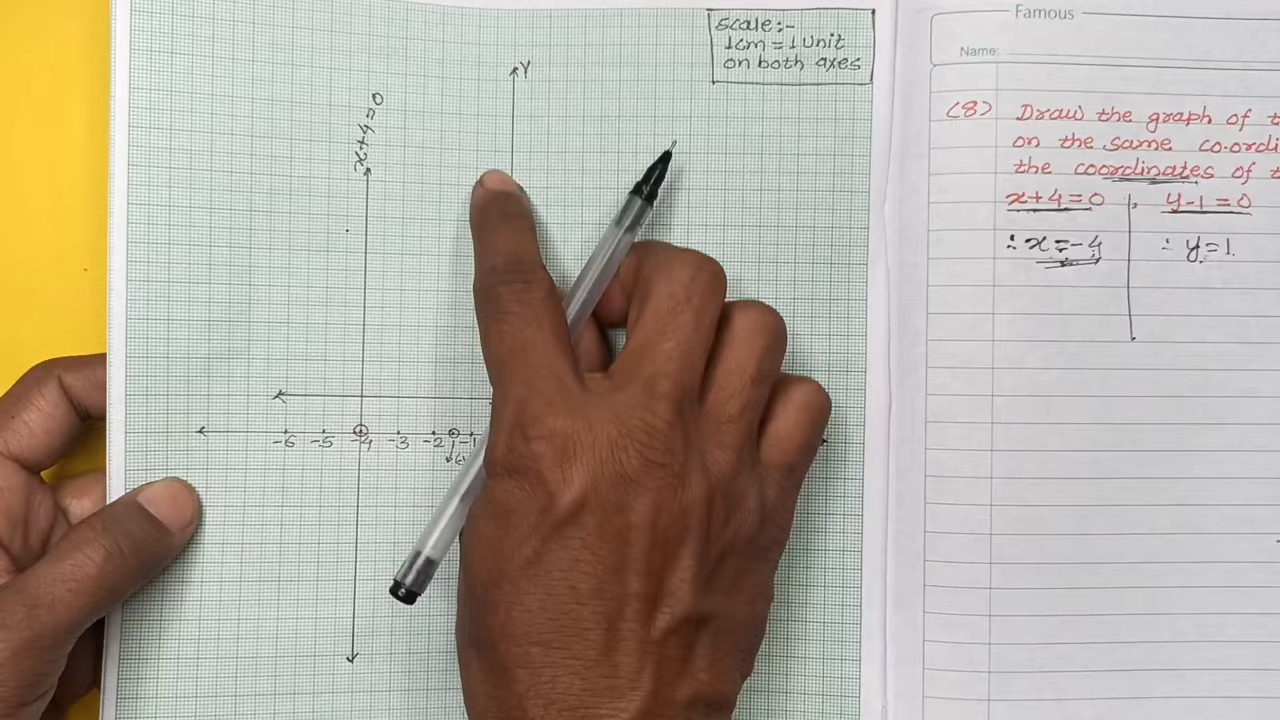 scale:-
1cm = 1 unit
on both axes
Y
x+4=0
-6 -5 -4 -3 -2 -1
Famous
Name:
(8) Draw the graph of
on the same co.ordi
the coordinates of
x+4=0 , y-1=0
∴ x=-4 ∴ y=1